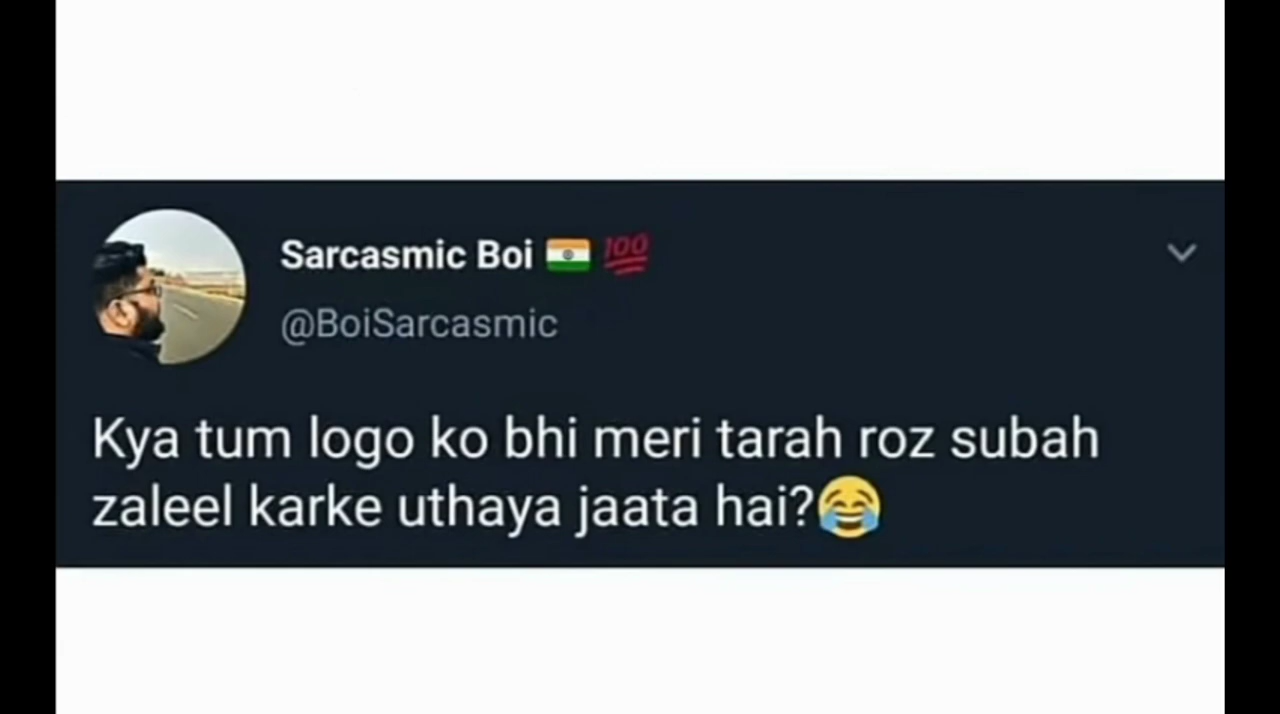 Sarcasmic Boi 🇮🇳 💯
@BoiSarcasmic
Kya tum logo ko bhi meri tarah roz subah
zaleel karke uthaya jaata hai?😂